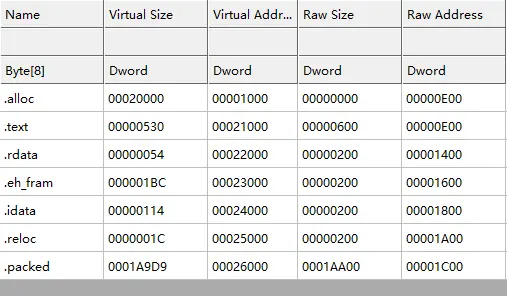 Name Virtual Size Virtual Addr... Raw Size Raw Address
Byte[8] Dword Dword Dword Dword
.alloc 00020000 00001000 00000000 00000E00
.text 00000530 00021000 00000600 00000E00
.rdata 00000054 00022000 00000200 00001400
.eh_fram 000001BC 00023000 00000200 00001600
.idata 00000114 00024000 00000200 00001800
.reloc 0000001C 00025000 00000200 00001A00
.packed 0001A9D9 00026000 0001AA00 00001C00